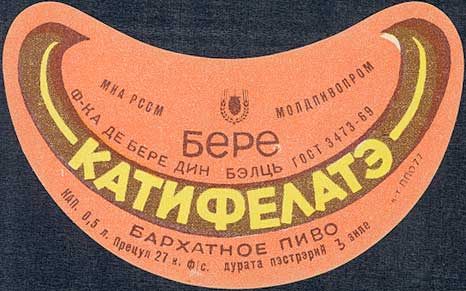 МИА РССМ
МОЛДПИВОПРОМ
Бере
Ф-КА ДЕ БЕРЕ ДИН БЭЛЦЬ ГОСТ 3473-69
КАТИФЕЛАТЭ
БАРХАТНОЕ ПИВО
КАП. 0,5 л. Прецул 27 к. ф/с. дурата пэстрэрий 3 зиле